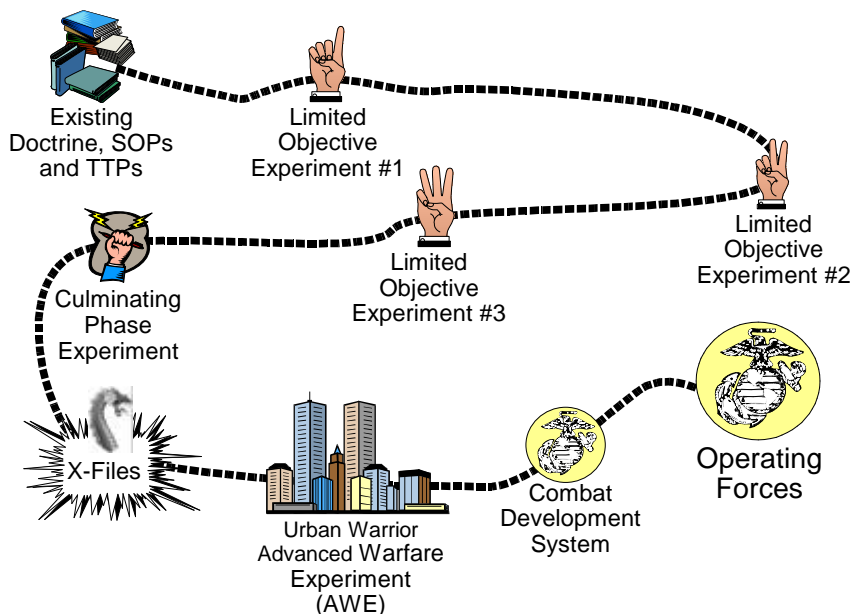 Existing
Doctrine, SOPs
and TTPs
Limited
Objective
Experiment #1
Limited
Objective
Experiment #2
Limited
Objective
Experiment #3
Culminating
Phase
Experiment
X-Files
Urban Warrior
Advanced Warfare
Experiment
(AWE)
Combat
Development
System
Operating
Forces